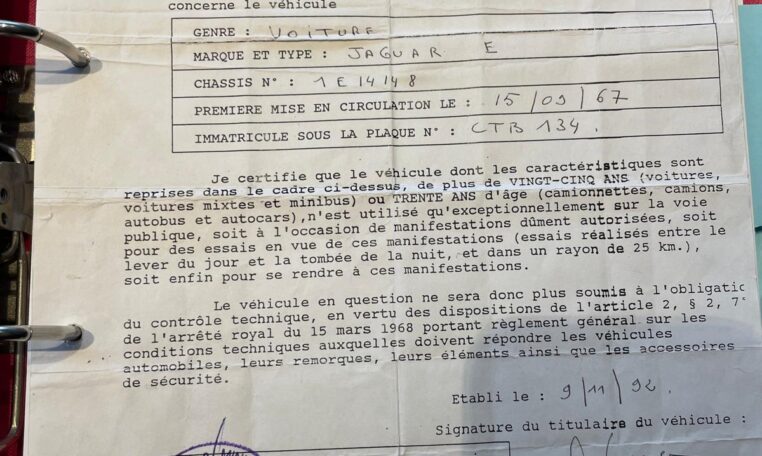 concerne le véhicule
GENRE : VOITURE
MARQUE ET TYPE : JAGUAR E
CHASSIS N° : 1E14148
PREMIERE MISE EN CIRCULATION LE : 15/09/67
IMMATRICULE SOUS LA PLAQUE N° : CTB 134.
Je certifie que le véhicule dont les caractéristiques sont
reprises dans le cadre ci-dessus, de plus de VINGT-CINQ ANS (voitures,
voitures mixtes et minibus) ou TRENTE ANS d'âge (camionnettes, camions,
autobus et autocars),n'est utilisé qu'exceptionnellement sur la voie
publique, soit à l'occasion de manifestations dûment autorisées, soit
pour des essais en vue de ces manifestations (essais réalisés entre le
lever du jour et la tombée de la nuit, et dans un rayon de 25 km.),
soit enfin pour se rendre à ces manifestations.
Le véhicule en question ne sera donc plus soumis à l'obligatic
du contrôle technique, en vertu des dispositions de l'article 2, § 2, 7°
de l'arrêté royal du 15 mars 1968 portant règlement général sur les
conditions techniques auxquelles doivent répondre les véhicules
automobiles, leurs remorques, leurs éléments ainsi que les accessoires
de sécurité.
Etabli le : 9/11/92.
Signature du titulaire du véhicule :